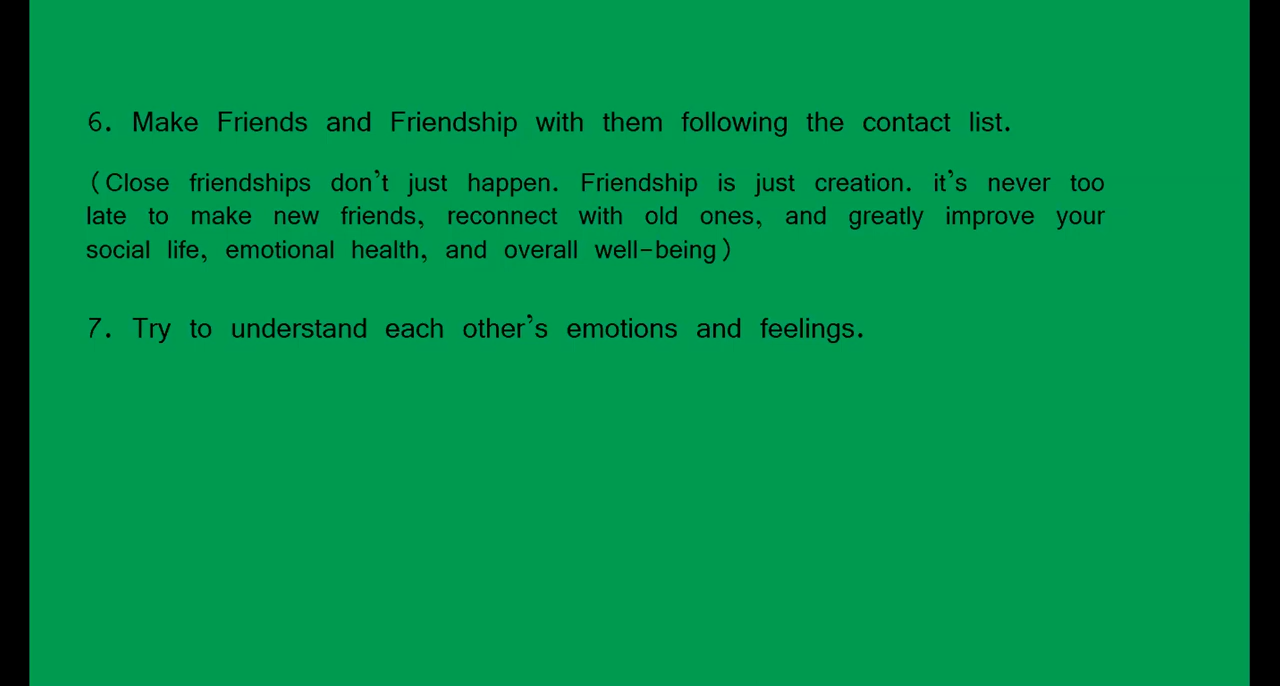 6. Make Friends and Friendship with them following the contact list.
(Close friendships don’t just happen. Friendship is just creation. it’s never too
late to make new friends, reconnect with old ones, and greatly improve your
social life, emotional health, and overall well-being)
7. Try to understand each other’s emotions and feelings.